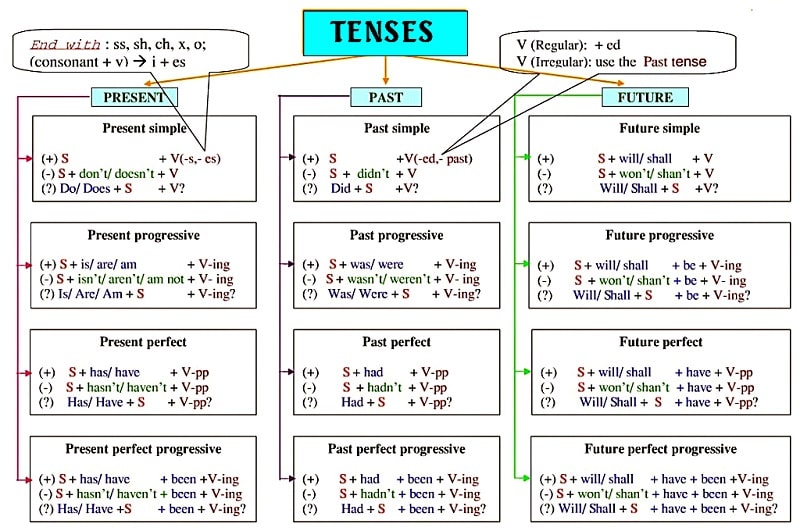 TENSES
End with : ss, sh, ch, x, o;
(consonant + v) → i + es
V (Regular): + ed
V (Irregular): use the Past tense
PRESENT
PAST
FUTURE
Present simple
(+) S + V(-s,- es)
(-) S + don't/ doesn't + V
(?) Do/ Does + S + V?
Past simple
(+) S +V(-ed,- past)
(-) S + didn't + V
(?) Did + S +V?
Future simple
(+) S + will/ shall + V
(-) S + won't/ shan't + V
(?) Will/ Shall + S +V?
Present progressive
(+) S + is/ are/ am + V-ing
(-) S + isn't/ aren't/ am not + V- ing
(?) Is/ Are/ Am + S + V-ing?
Past progressive
(+) S + was/ were + V-ing
(-) S + wasn't/ weren't + V- ing
(?) Was/ Were + S + V- ing?
Future progressive
(+) S + will/ shall + be + V- ing
(-) S + won't/ shan't + be + V- ing
(?) Will/ Shall + S + be + V-ing?
Present perfect
(+) S + has/ have + V-pp
(-) S + hasn't/ haven't + V-pp
(?) Has/ Have + S + V-pp?
Past perfect
(+) S + had + V-pp
(-) S + hadn't + V-pp
(?) Had + S + V-pp?
Future perfect
(+) S + will/ shall + have + V-pp
(-) S + won't/ shan't + have + V-pp
(?) Will/ Shall + S + have + V-pp?
Present perfect progressive
(+) S + has/ have + been +V-ing
(-) S + hasn't/ haven't + been + V-ing
(?) Has/ Have +S + been + V-ing?
Past perfect progressive
(+) S + had + been + V-ing
(-) S + hadn't + been + V-ing
(?) Had + S + been + V-ing?
Future perfect progressive
(+) S + will/ shall + have + been +V-ing
(-) S + won't/ shan't + have + been + V-ing
(?) Will/ Shall + S + have + been + V-ing?